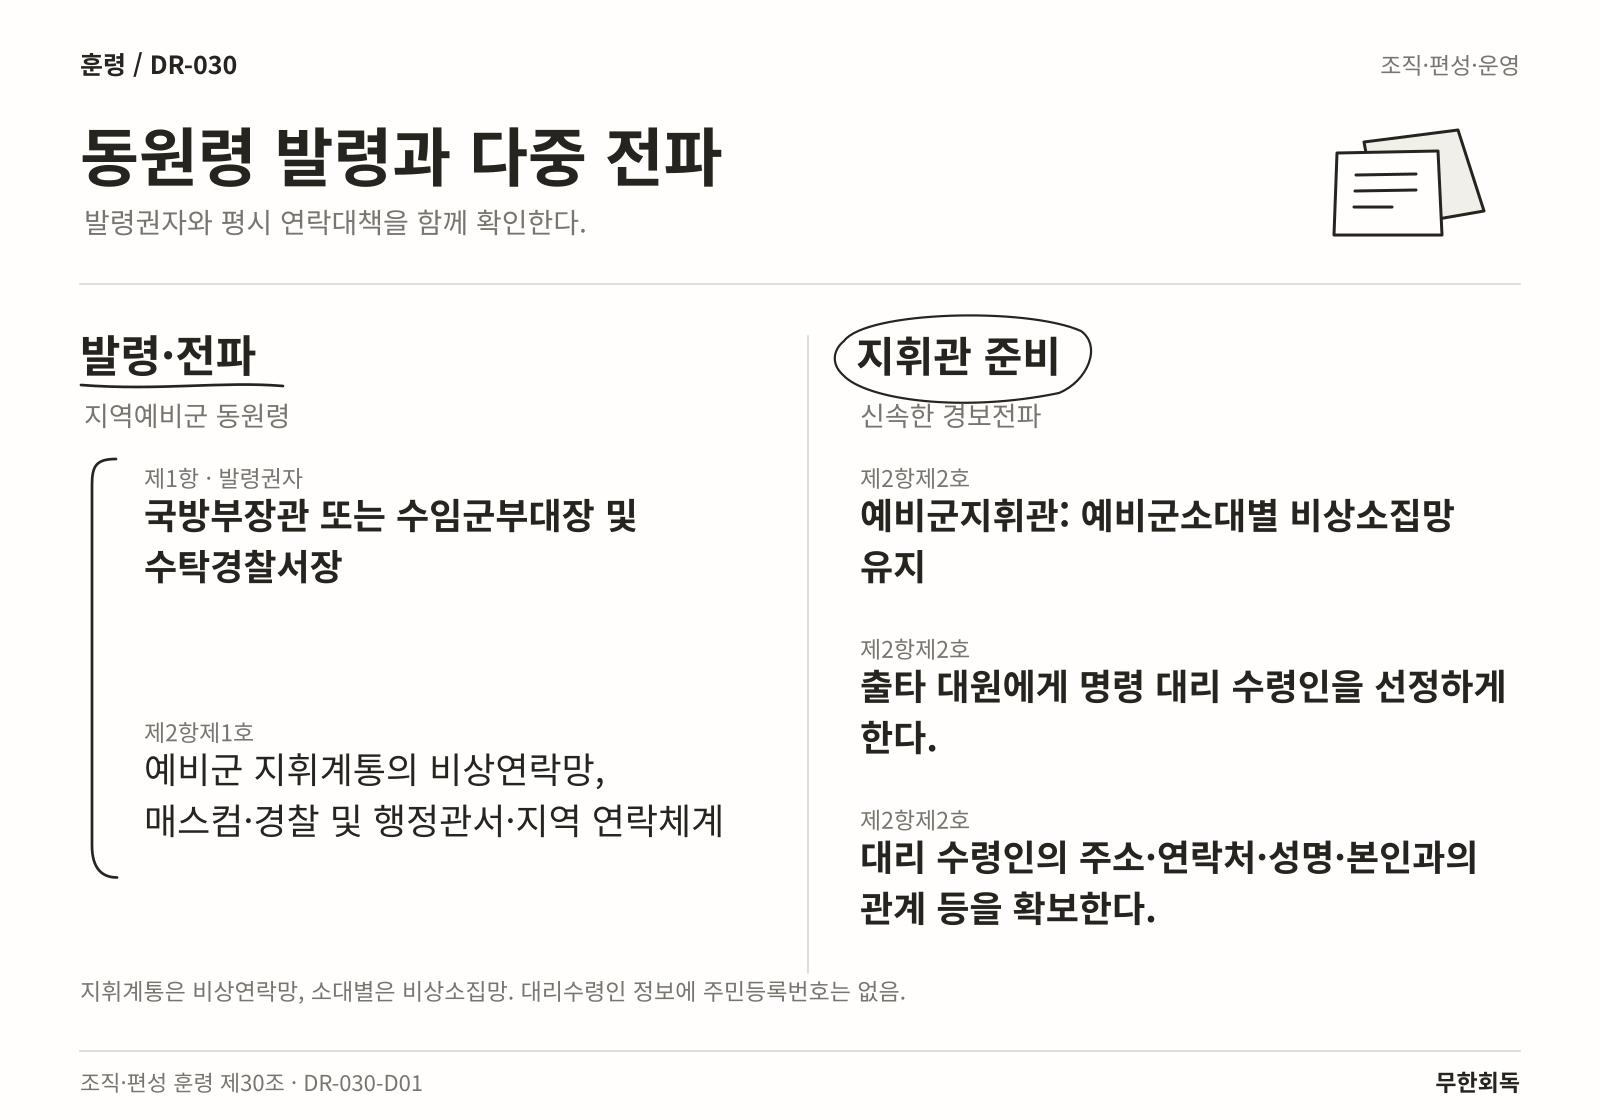 훈령 / DR-030
조직·편성·운영
동원령 발령과 다중 전파
발령권자와 평시 연락대책을 함께 확인한다.
발령·전파
지역예비군 동원령
제1항 · 발령권자
국방부장관 또는 수임군부대장 및
수탁경찰서장
제2항제1호
예비군 지휘계통의 비상연락망,
매스컴·경찰 및 행정관서·지역 연락체계
지휘관 준비
신속한 경보전파
제2항제2호
예비군지휘관: 예비군소대별 비상소집망
유지
제2항제2호
출타 대원에게 명령 대리 수령인을 선정하게
한다.
제2항제2호
대리 수령인의 주소·연락처·성명·본인과의
관계 등을 확보한다.
지휘계통은 비상연락망, 소대별은 비상소집망. 대리수령인 정보에 주민등록번호는 없음.
조직·편성 훈령 제30조 · DR-030-D01
무한회독